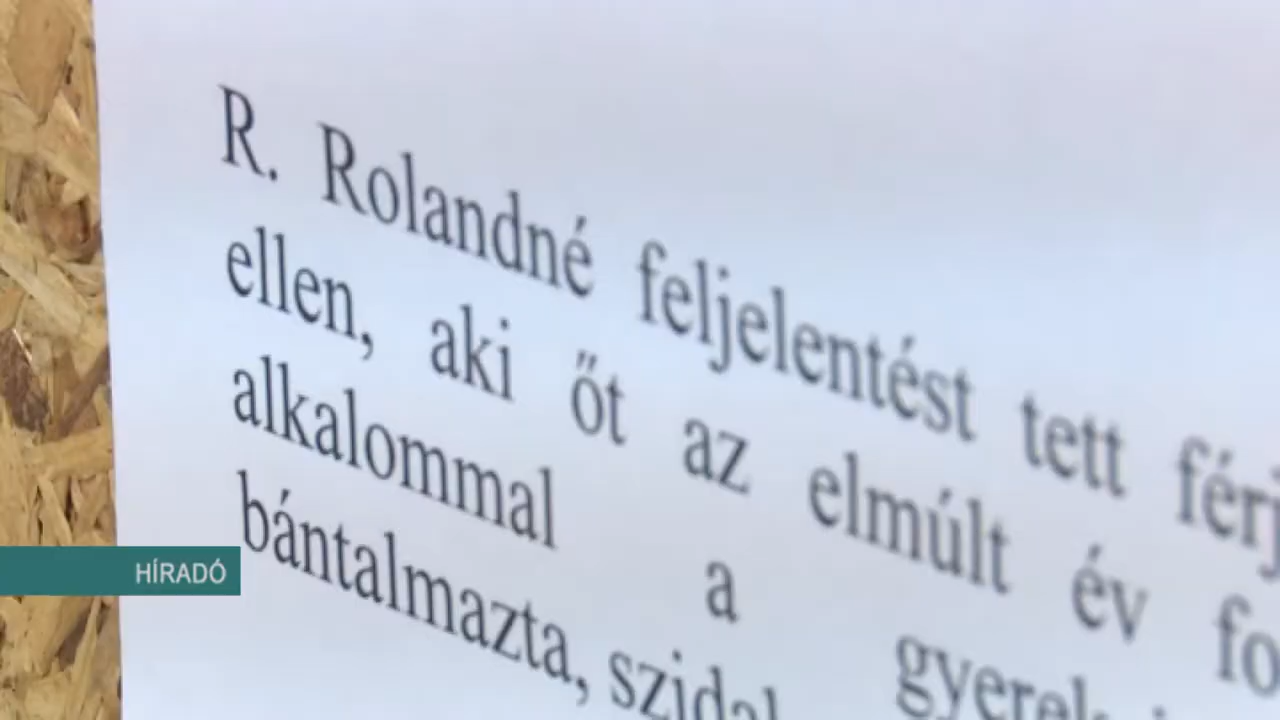 R. Rolandné feljelentést tett
ellen, aki őt az elmúlt év
alkalommal a
bántalmazta,
HÍRADÓ